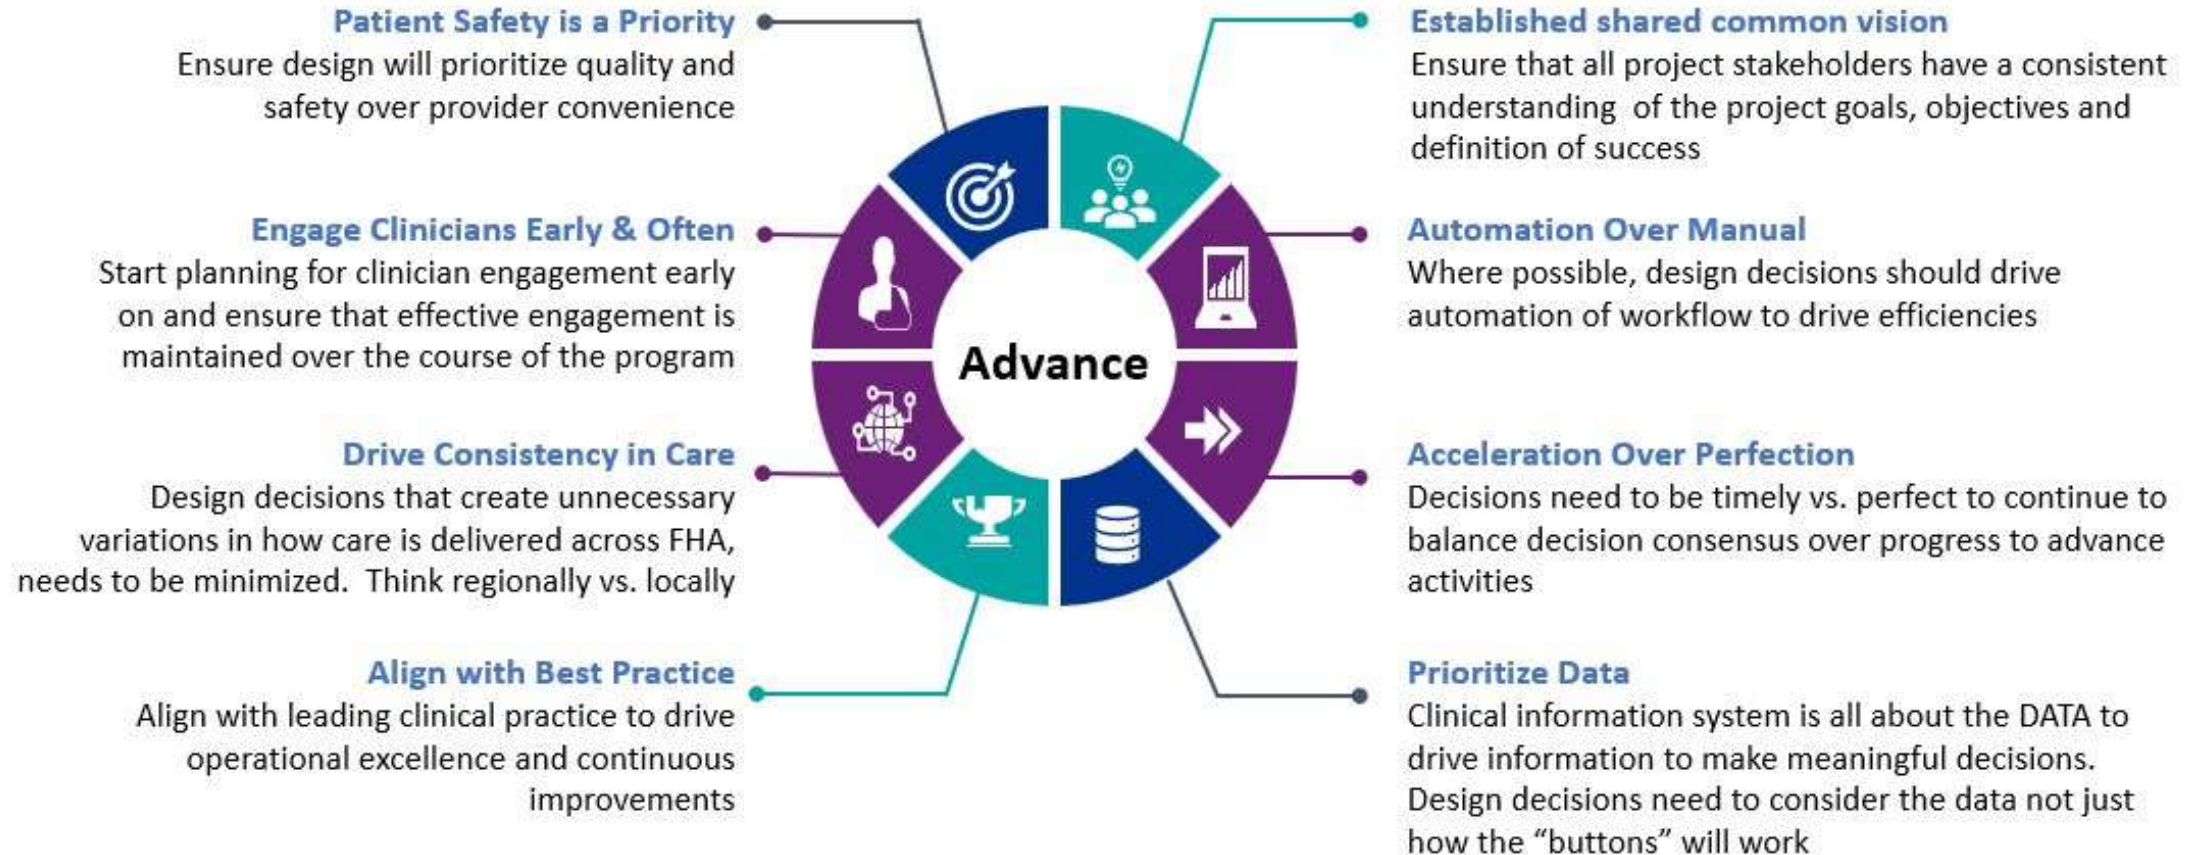 Patient Safety is a Priority
Ensure design will prioritize quality and
safety over provider convenience
Engage Clinicians Early & Often
Start planning for clinician engagement early
on and ensure that effective engagement is
maintained over the course of the program
Drive Consistency in Care
Design decisions that create unnecessary
variations in how care is delivered across FHA,
needs to be minimized.  Think regionally vs. locally
Align with Best Practice
Align with leading clinical practice to drive
operational excellence and continuous
improvements
Advance
Established shared common vision
Ensure that all project stakeholders have a consistent
understanding  of the project goals, objectives and
definition of success
Automation Over Manual
Where possible, design decisions should drive
automation of workflow to drive efficiencies
Acceleration Over Perfection
Decisions need to be timely vs. perfect to continue to
balance decision consensus over progress to advance
activities
Prioritize Data
Clinical information system is all about the DATA to
drive information to make meaningful decisions.
Design decisions need to consider the data not just
how the “buttons” will work